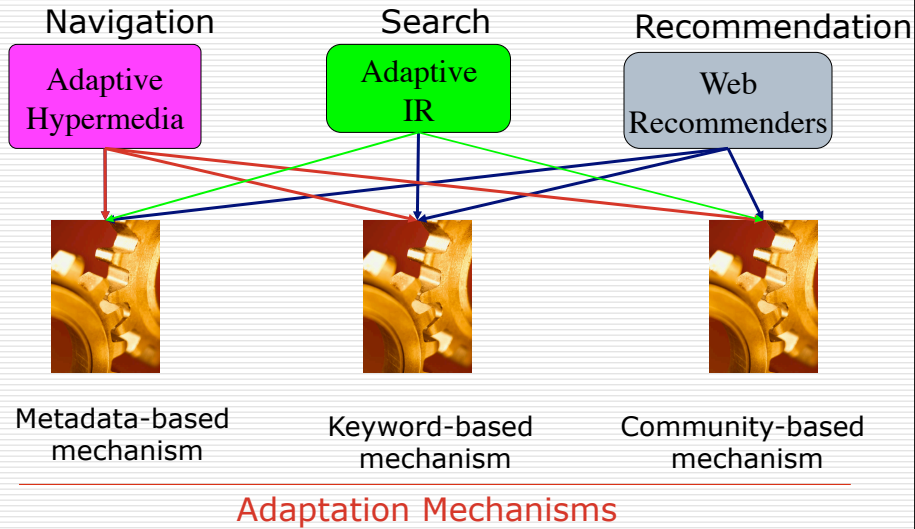 Navigation
Search
Recommendation
Adaptive
Hypermedia
Adaptive
IR
Web
Recommenders
Metadata-based
mechanism
Keyword-based
mechanism
Community-based
mechanism
Adaptation Mechanisms